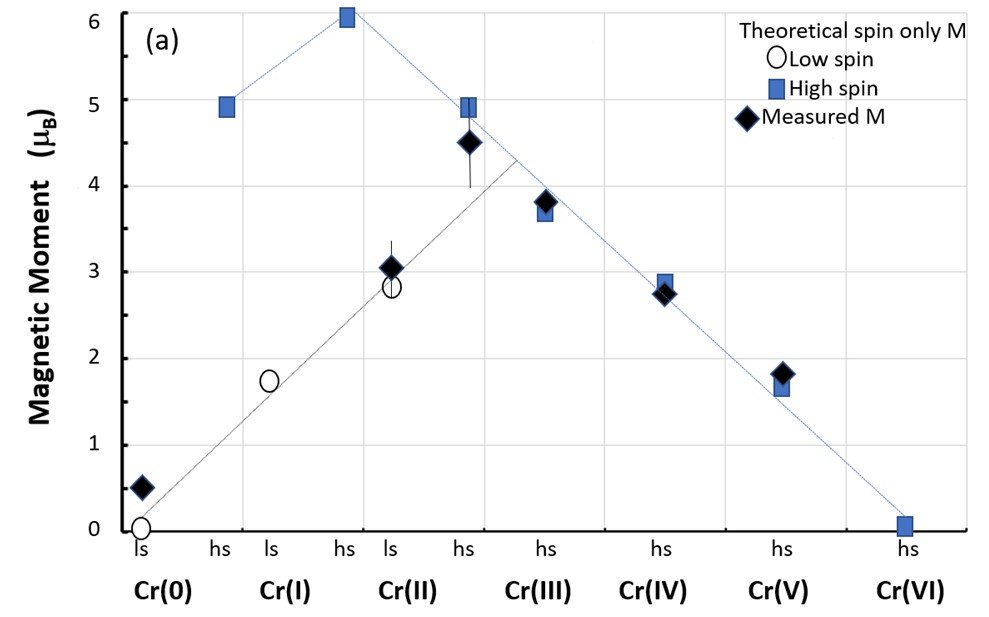 (a)
Theoretical spin only M
Low spin
High spin
Measured M
Magnetic Moment (μB)
6
5
4
3
2
1
0
ls hs ls hs ls hs hs hs hs hs
Cr(0) Cr(I) Cr(II) Cr(III) Cr(IV) Cr(V) Cr(VI)